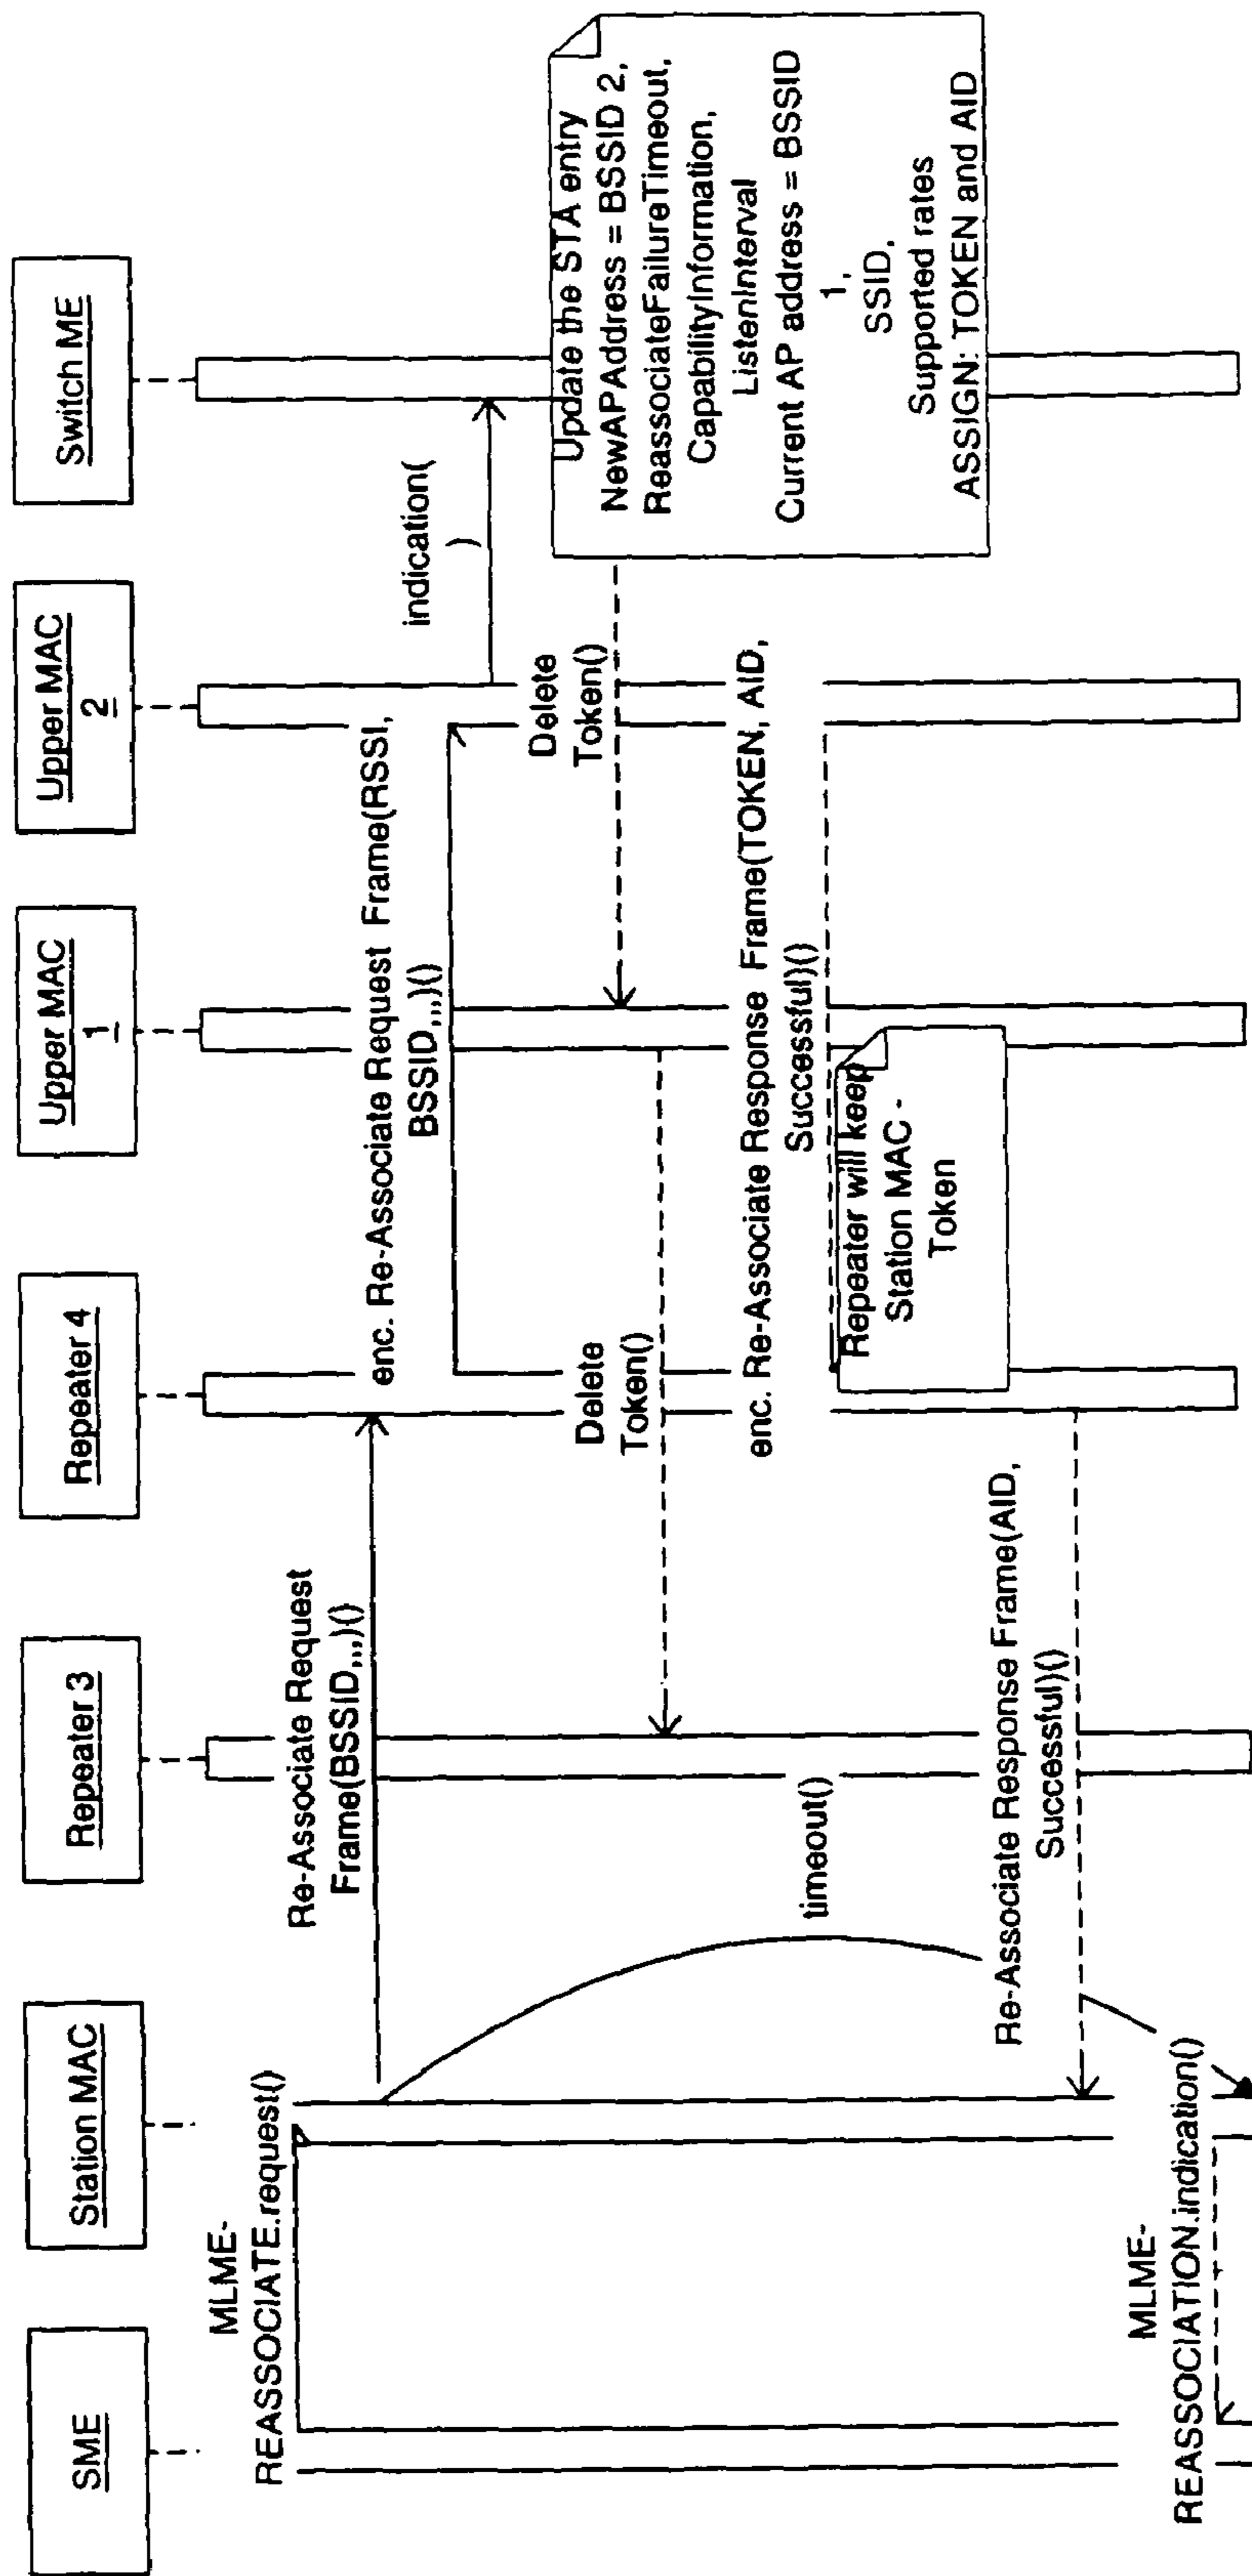 SME
Station MAC
Repeater 3
Repeater 4
Upper MAC
1
Upper MAC
2
Switch ME
MLME-
REASSOCIATE.request()
Re-Associate Request
Frame(BSSID,,,)()
enc. Re-Associate Request Frame(RSSI,
BSSID,,,)()
indication(
)
Update the STA entry
NewAPAddress = BSSID 2,
ReassociateFailureTimeout,
CapabilityInformation,
ListenInterval
Current AP address = BSSID
1,
SSID,
Supported rates
ASSIGN: TOKEN and AID
Delete
Token()
Delete
Token()
enc. Re-Associate Response Frame(TOKEN, AID,
Successful)()
Repeater will keep
Station MAC -
Token
timeout()
Re-Associate Response Frame(AID,
Successful)()
MLME-
REASSOCIATION.indication()